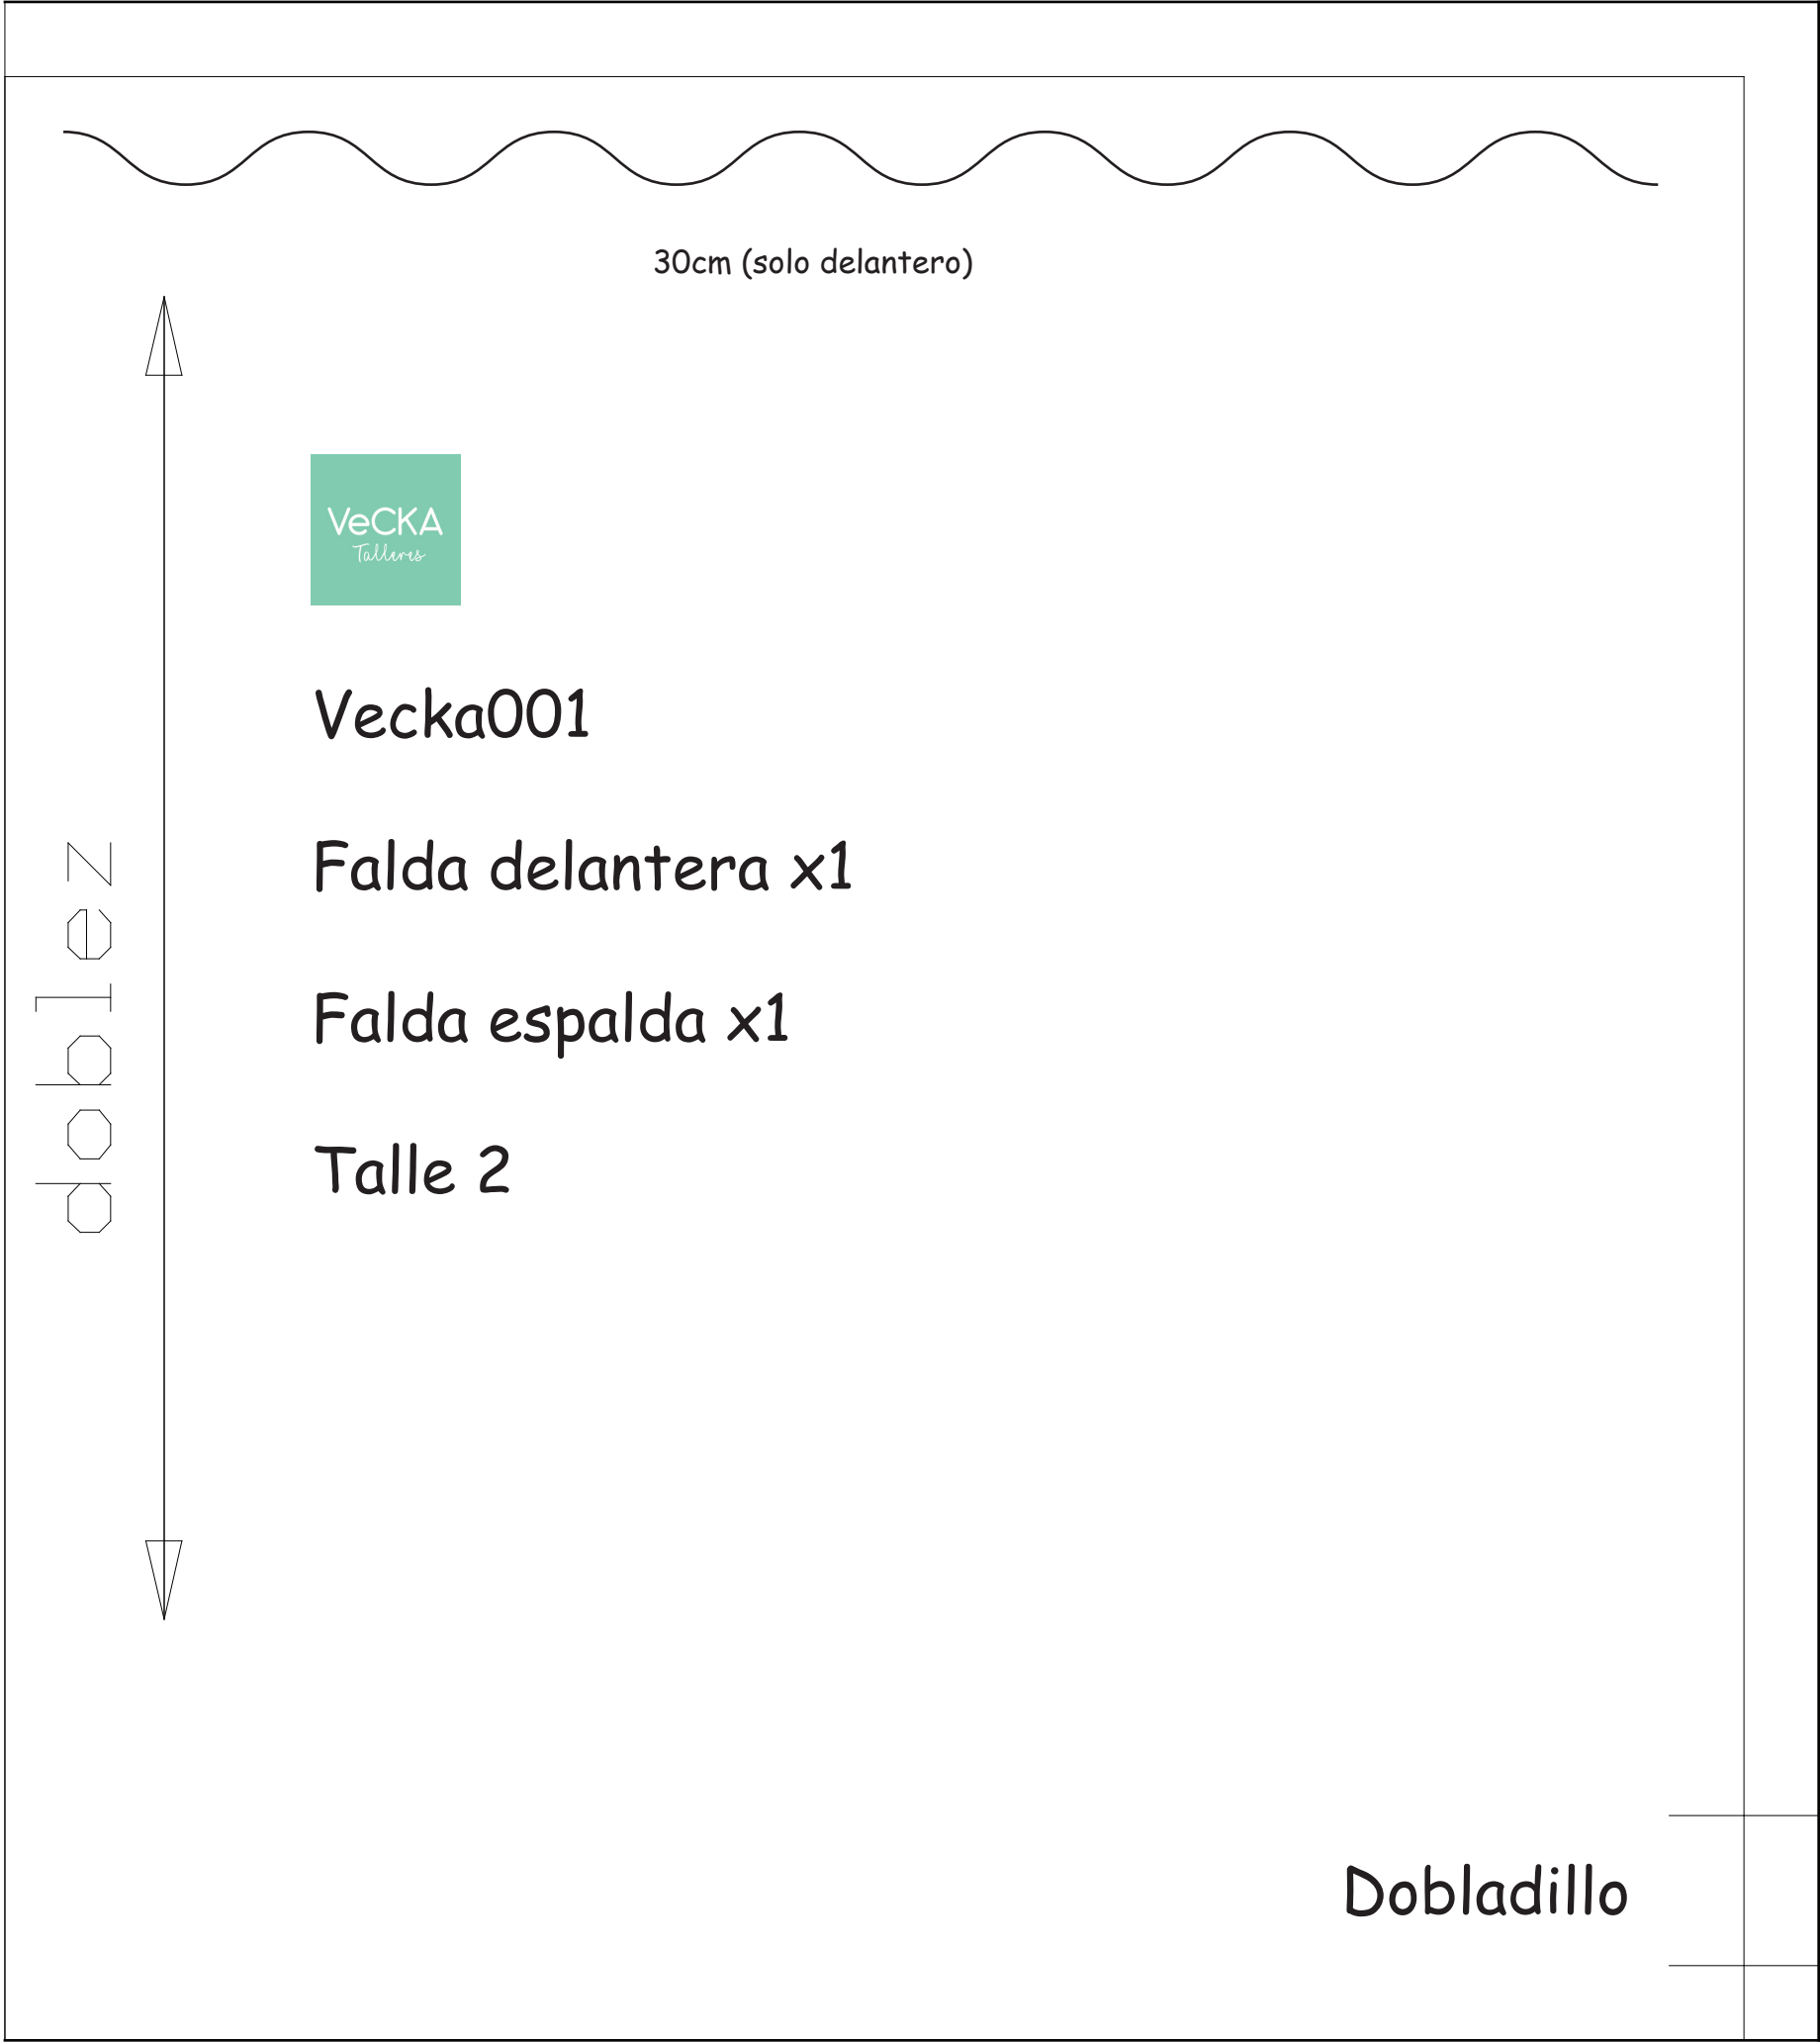 30cm (solo delantero)
VeCKA
Talleres
Vecka001
Falda delantera x1
doblez
Falda espalda x1
Talle 2
Dobladillo